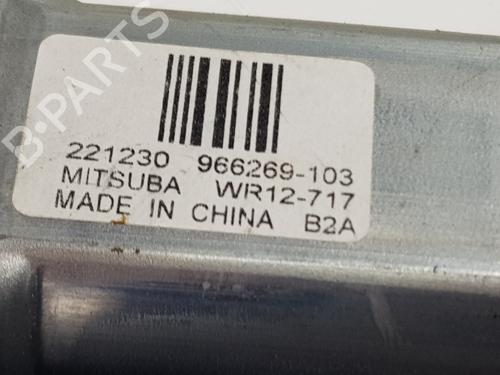 B-PARTS
221230 966269-103
MITSUBA WR12-717
MADE IN CHINA B2A